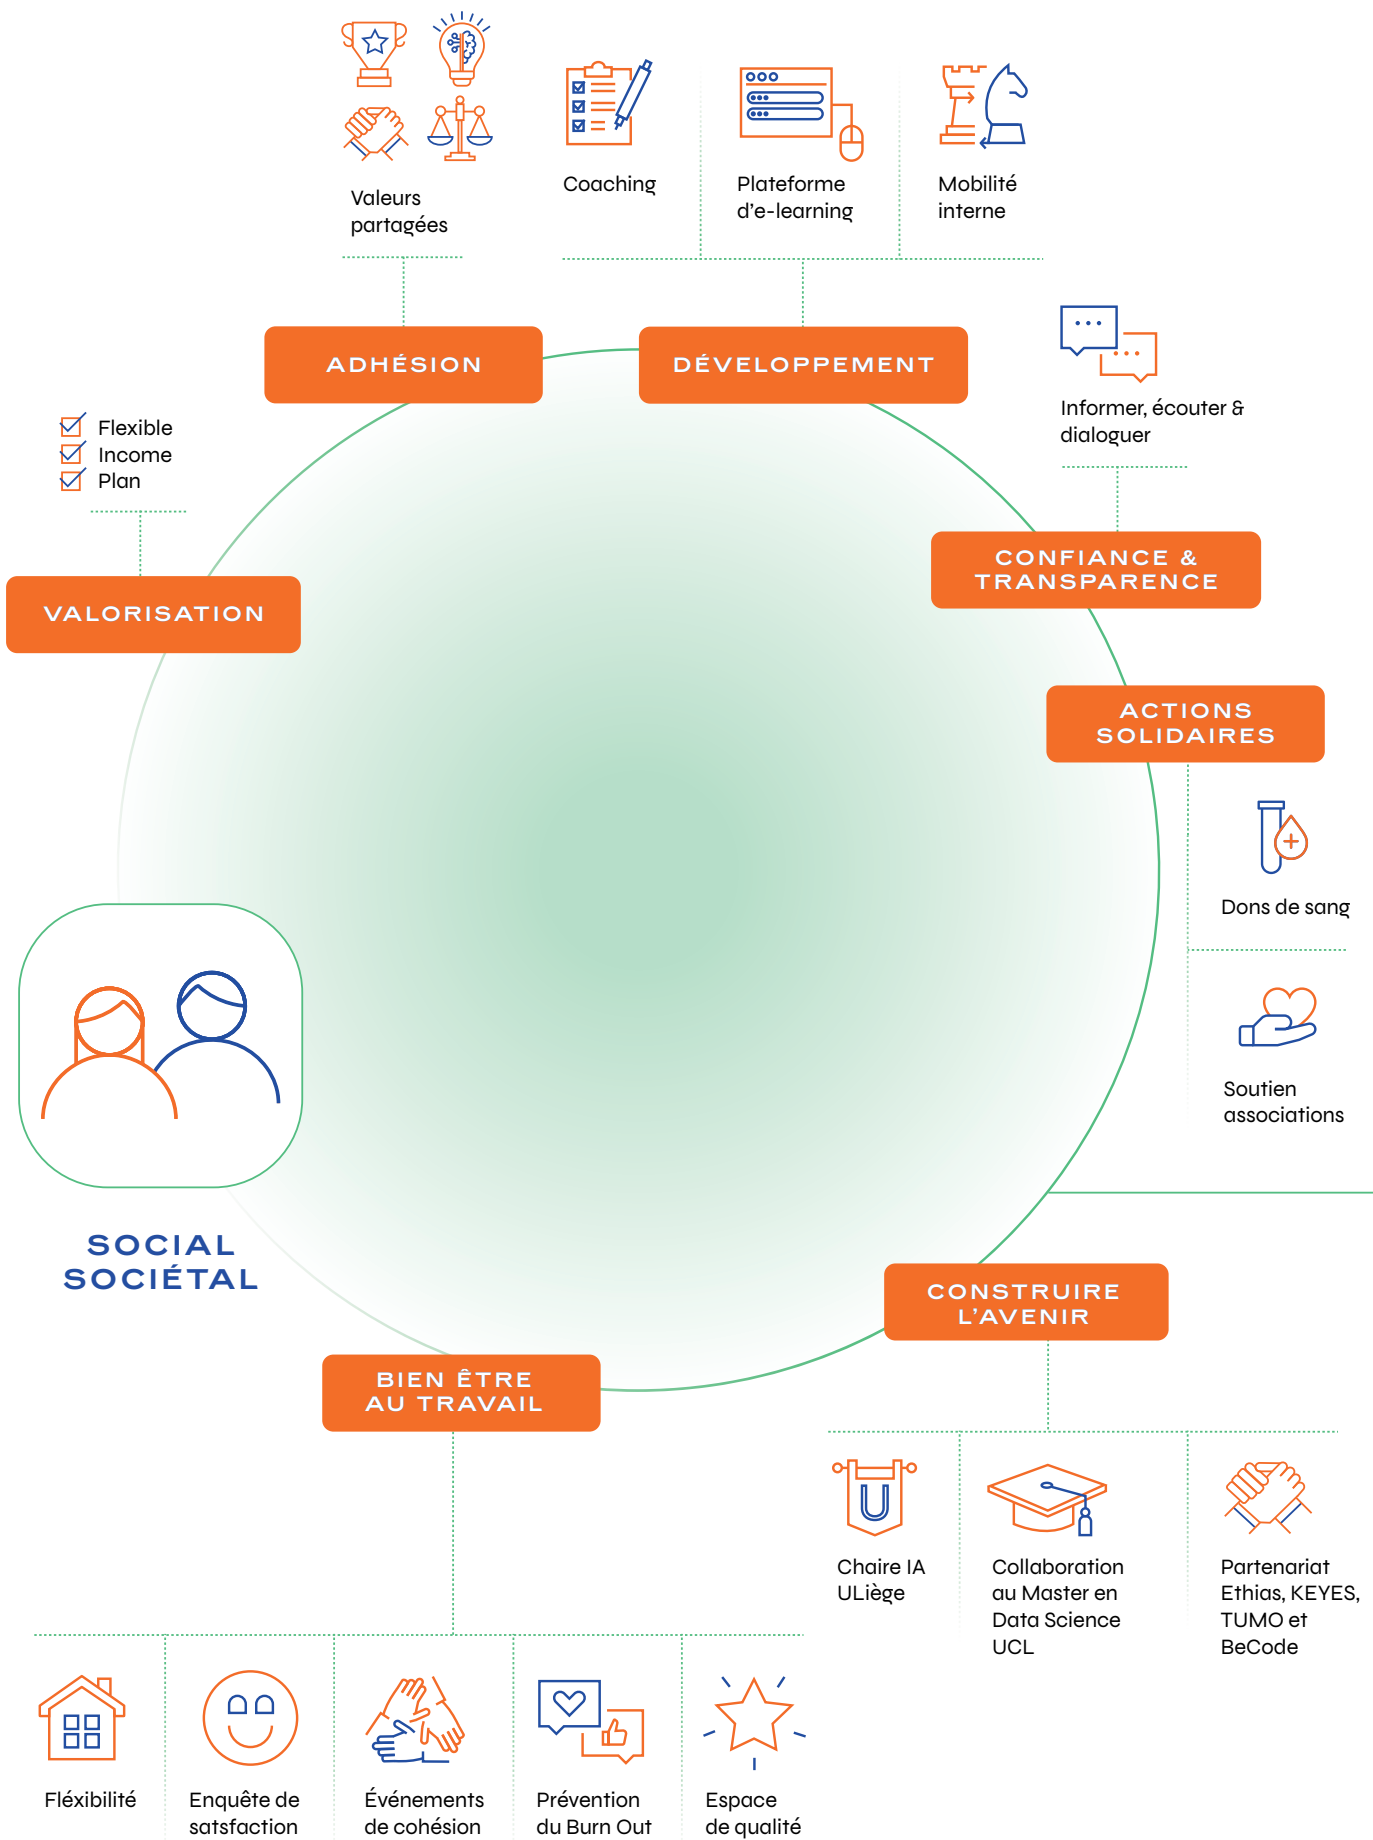 Valeurs
partagées
Coaching
Plateforme
d'e-learning
Mobilité
interne
ADHÉSION
DÉVELOPPEMENT
Informer, écouter &
dialoguer
Flexible
Income
Plan
CONFIANCE &
TRANSPARENCE
VALORISATION
ACTIONS
SOLIDAIRES
Dons de sang
Soutien
associations
SOCIAL
SOCIÉTAL
CONSTRUIRE
L'AVENIR
BIEN ÊTRE
AU TRAVAIL
Chaire IA
ULiège
Collaboration
au Master en
Data Science
UCL
Partenariat
Ethias, KEYES,
TUMO et
BeCode
Fléxibilité
Enquête de
satsfaction
Événements
de cohésion
Prévention
du Burn Out
Espace
de qualité